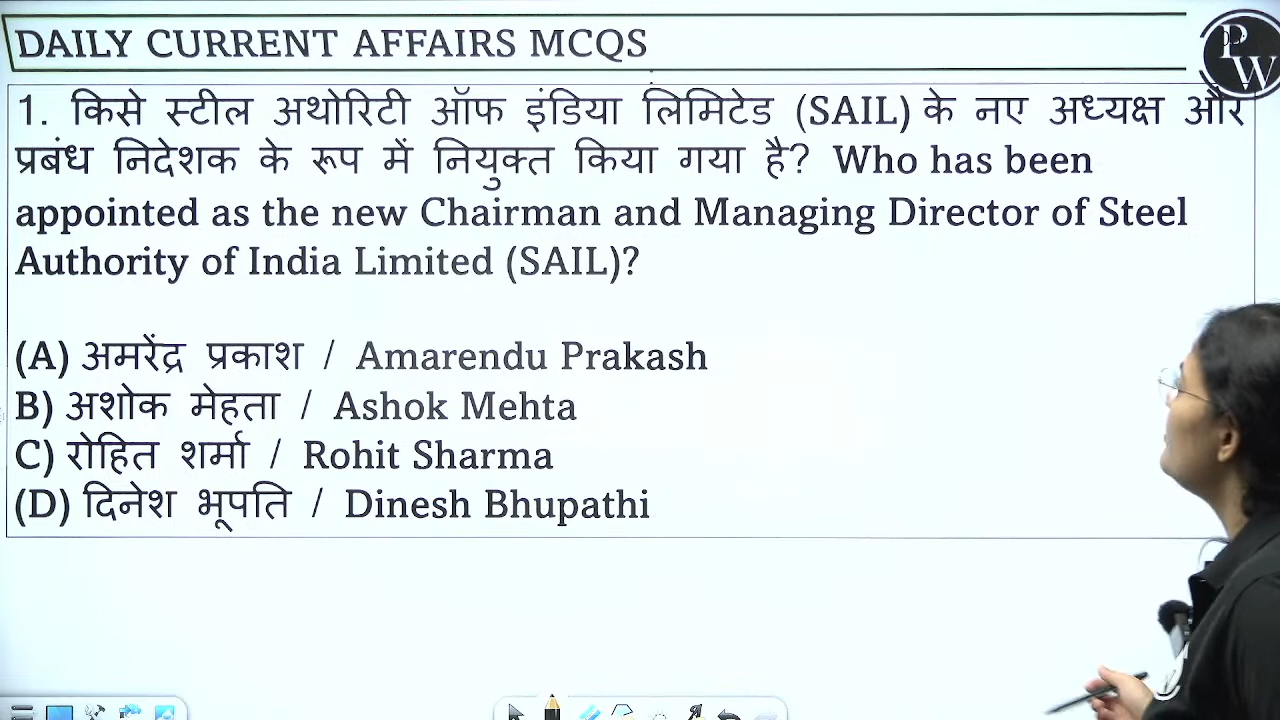 DAILY CURRENT AFFAIRS MCQS
PW
1. किसे स्टील अथोरिटी ऑफ इंडिया लिमिटेड (SAIL) के नए अध्यक्ष और
प्रबंध निदेशक के रूप में नियुक्त किया गया है? Who has been
appointed as the new Chairman and Managing Director of Steel
Authority of India Limited (SAIL)?
(A) अमरेंद्र प्रकाश / Amarendu Prakash
B) अशोक मेहता / Ashok Mehta
C) रोहित शर्मा / Rohit Sharma
(D) दिनेश भूपति / Dinesh Bhupathi